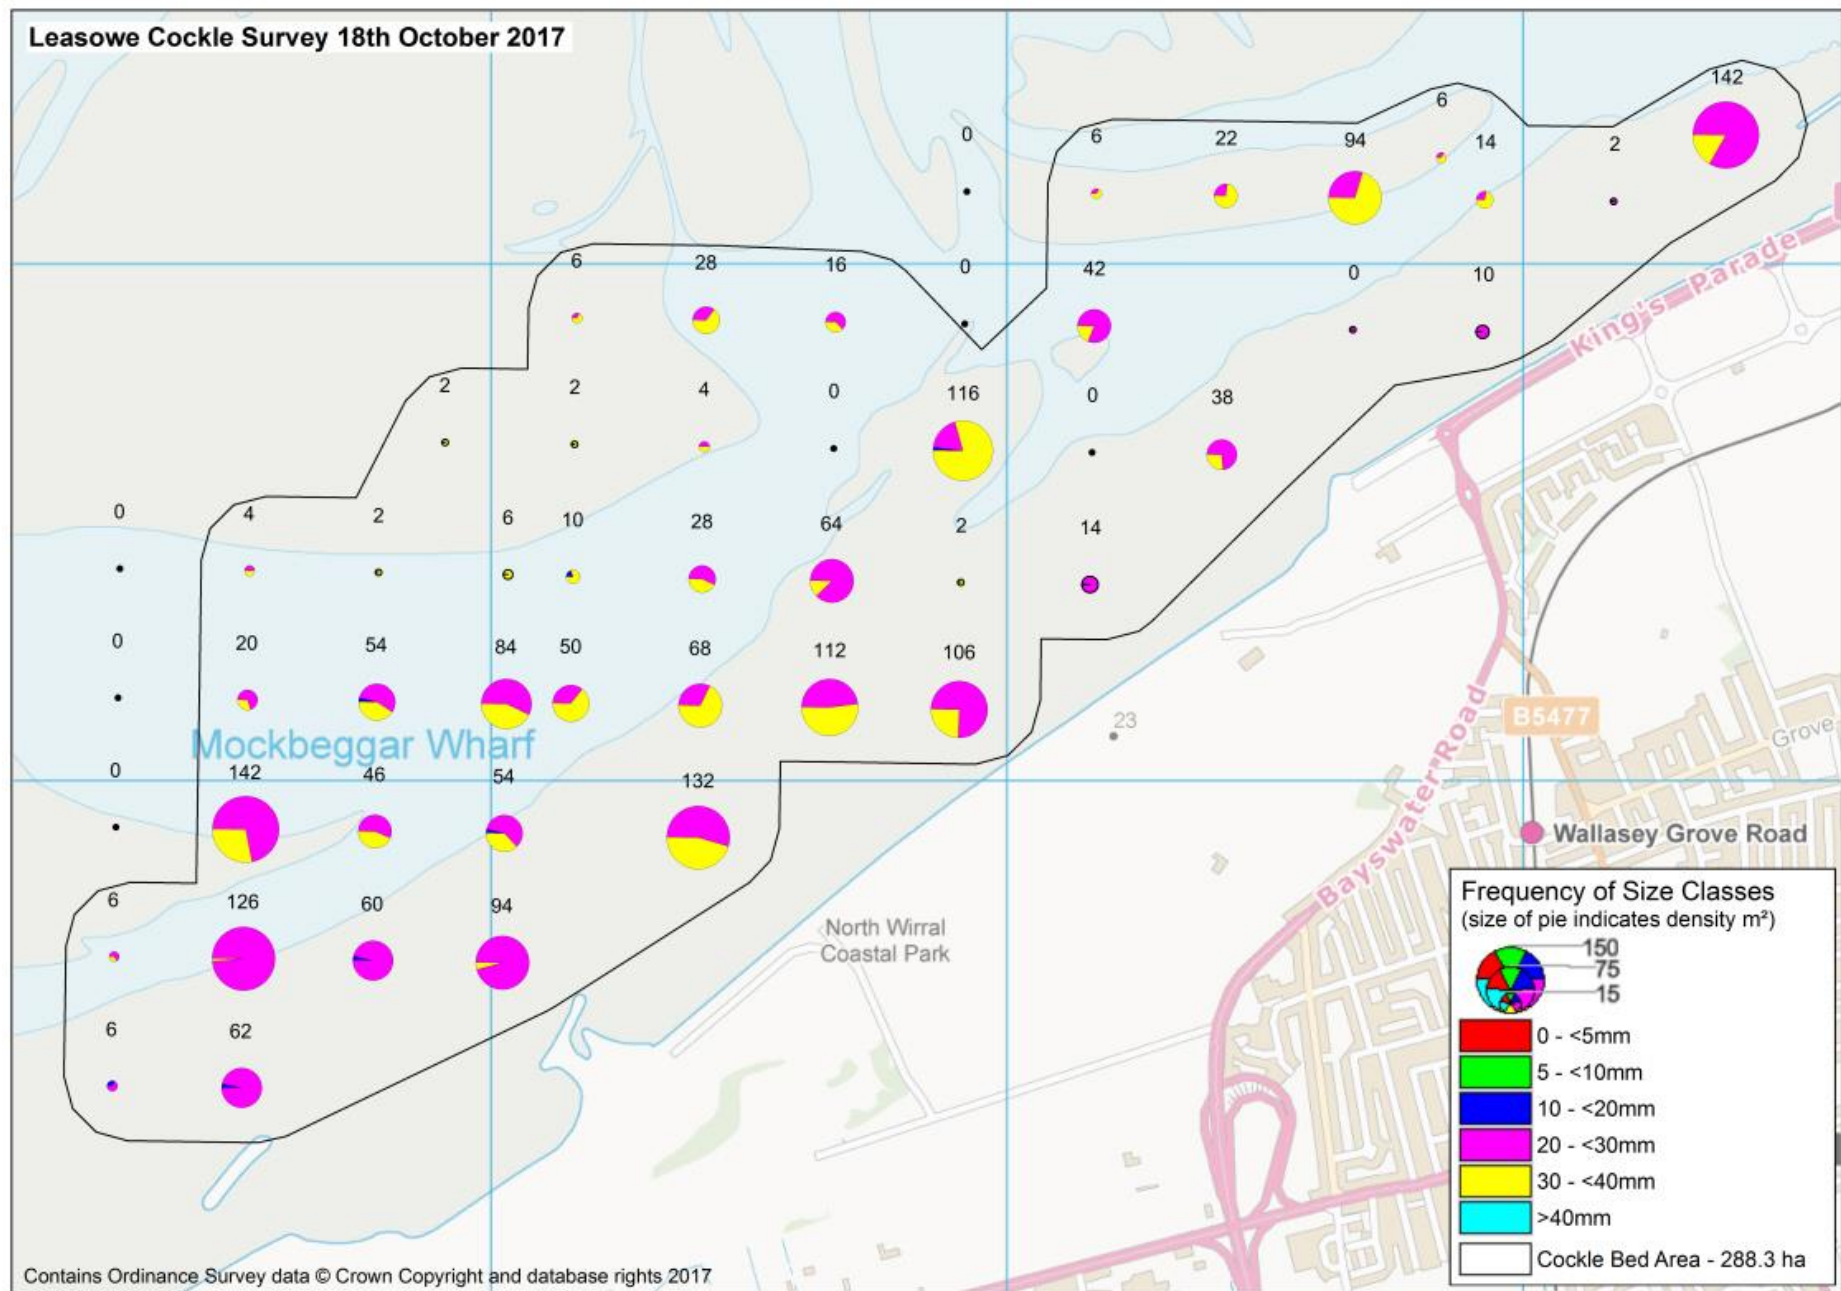 Leasowe Cockle Survey 18th October 2017
142
6
0 6 22 94 14 2
6 28 16 0 42 0 10
2 2 4 0 116 0 38
0 4 2 6 10 28 64 2 14
0 20 54 84 50 68 112 106
23
B5477
Grove
Mockbeggar Wharf
0 142 46 54 132
6 126 60 94
6 62
King's Parade
Bayswater Road
Wallasey Grove Road
North Wirral
Coastal Park
Frequency of Size Classes
(size of pie indicates density m²)
150
75
15
0 - <5mm
5 - <10mm
10 - <20mm
20 - <30mm
30 - <40mm
>40mm
Cockle Bed Area - 288.3 ha
Contains Ordinance Survey data © Crown Copyright and database rights 2017